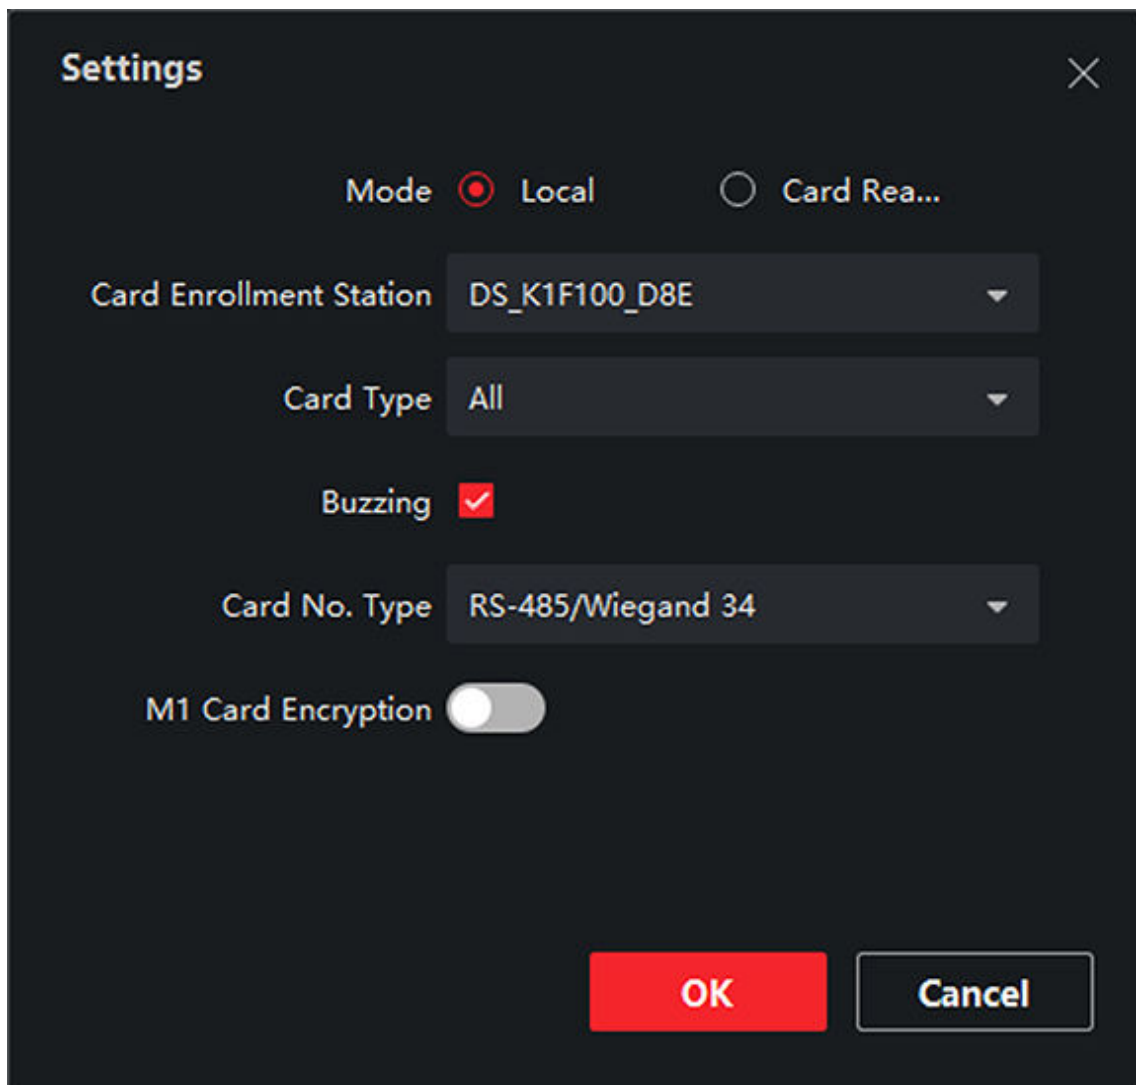 Settings
Mode Local Card Rea...
Card Enrollment Station DS_K1F100_D8E
Card Type All
Buzzing
Card No. Type RS-485/Wiegand 34
M1 Card Encryption
OK Cancel